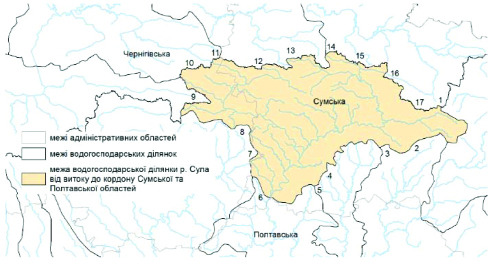 14
11
13
15
Чернігівська
10
12
16
9
Сумська
17
1
8
межі адміністративних областей
межі водогосподарських ділянок
7
3
2
межа водогосподарської ділянки р. Сула
від витоку до кордону Сумської та
Полтавської областей
4
6
5
Полтавська